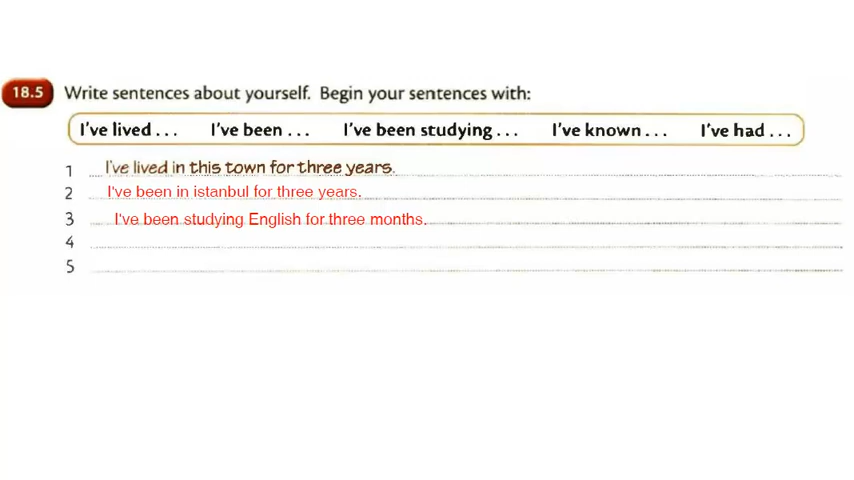 18.5 Write sentences about yourself. Begin your sentences with:
I've lived ... I've been ... I've been studying ... I've known ... I've had ...
1 I've lived in this town for three years.
2 I've been in istanbul for three years.
3 I've been studying English for three months.
4
5